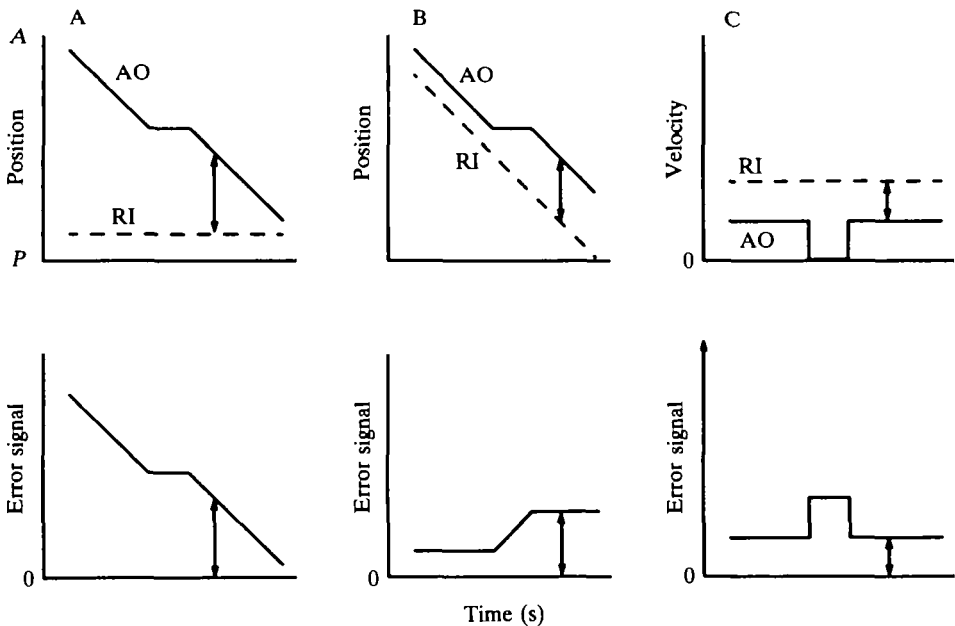 A
B
C
A
AO
Position
RI
P
AO
Position
RI
Velocity
RI
AO
0
Error signal
0
Error signal
0
Error signal
0
Time (s)